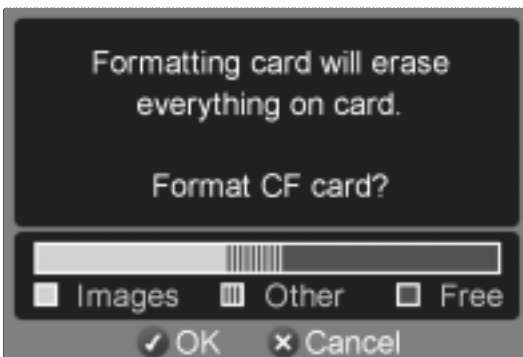 Formatting card will erase
everything on card.
Format CF card?
Images Other Free
OK Cancel